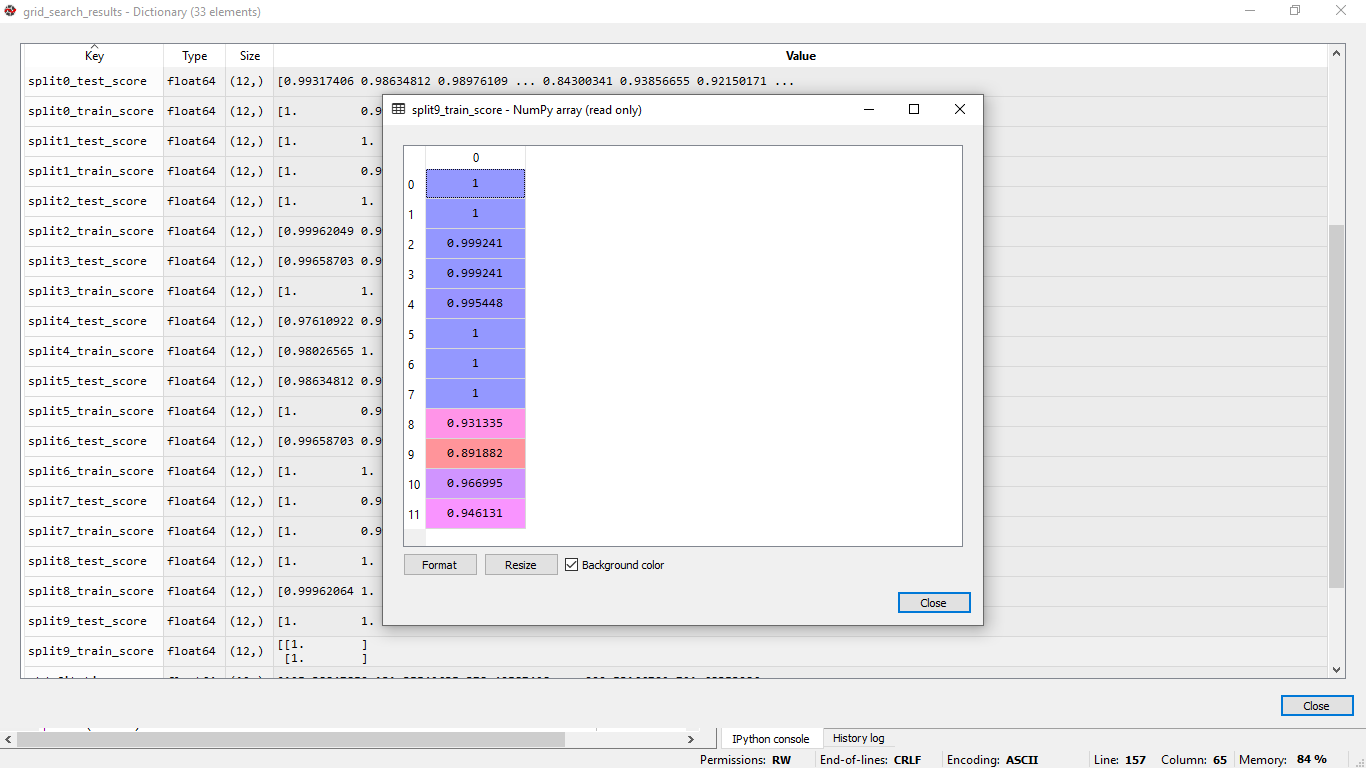 grid_search_results - Dictionary (33 elements)
Key Type Size Value
split0_test_score float64 (12,) [0.99317406 0.98634812 0.98976109 ... 0.84300341 0.93856655 0.92150171 ...
split0_train_score float64 (12,) [1. 0.9
split1_test_score float64 (12,) [1. 1.
split1_train_score float64 (12,) [1. 0.9
split2_test_score float64 (12,) [1. 1.
split2_train_score float64 (12,) [0.99962049 0.9
split3_test_score float64 (12,) [0.99658703 0.9
split3_train_score float64 (12,) [1. 1.
split4_test_score float64 (12,) [0.97610922 0.9
split4_train_score float64 (12,) [0.98026565 1.
split5_test_score float64 (12,) [0.98634812 0.9
split5_train_score float64 (12,) [1. 0.9
split6_test_score float64 (12,) [0.99658703 0.9
split6_train_score float64 (12,) [1. 1.
split7_test_score float64 (12,) [1. 0.9
split7_train_score float64 (12,) [1. 0.9
split8_test_score float64 (12,) [1. 1.
split8_train_score float64 (12,) [0.99962064 1.
split9_test_score float64 (12,) [1. 1.
split9_train_score float64 (12,) [[1. ]
[1. ]
split9_train_score - NumPy array (read only)
0
0 1
1 1
2 0.999241
3 0.999241
4 0.995448
5 1
6 1
7 1
8 0.931335
9 0.891882
10 0.966995
11 0.946131
Format Resize Background color
Close
Close
IPython console History log
Permissions: RW End-of-lines: CRLF Encoding: ASCII Line: 157 Column: 65 Memory: 84 %